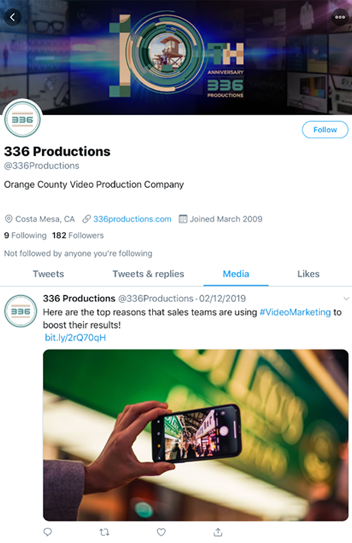 10TH
ANNIVERSARY
336
PRODUCTIONS
336
Follow
336 Productions
@336Productions
Orange County Video Production Company
Costa Mesa, CA 336productions.com Joined March 2009
9 Following 182 Followers
Not followed by anyone you're following
Tweets Tweets & replies Media Likes
336
336 Productions @336Productions · 02/12/2019
Here are the top reasons that sales teams are using #VideoMarketing to
boost their results!
bit.ly/2rQ70qH